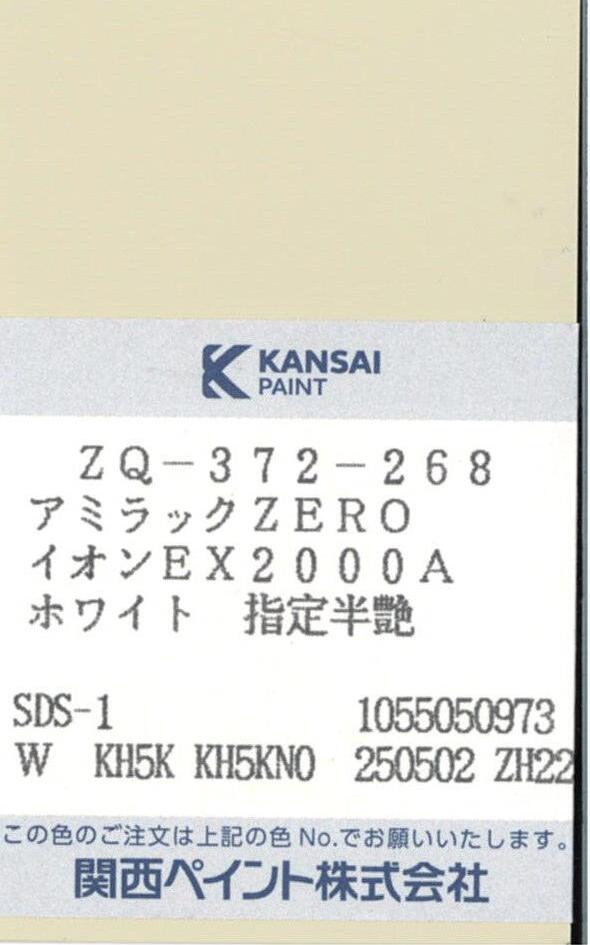 KANSAI
PAINT
ZQ-372-268
アミラックZERO
イオンEX2000A
ホワイト 指定半艶
SDS-1 1055050973
W KH5K KH5KNO 250502 ZH22
この色のご注文は上記の色No.でお願いいたします。
関西ペイント株式会社